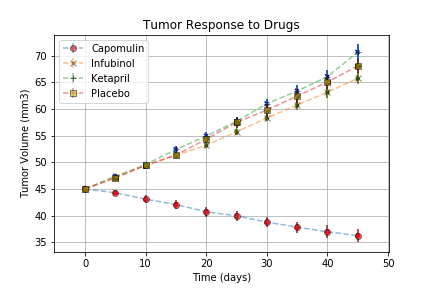 Tumor Response to Drugs
Tumor Volume (mm3)
70
65
60
55
50
45
40
35
Capomulin
Infubinol
Ketapril
Placebo
0 10 20 30 40 50
Time (days)